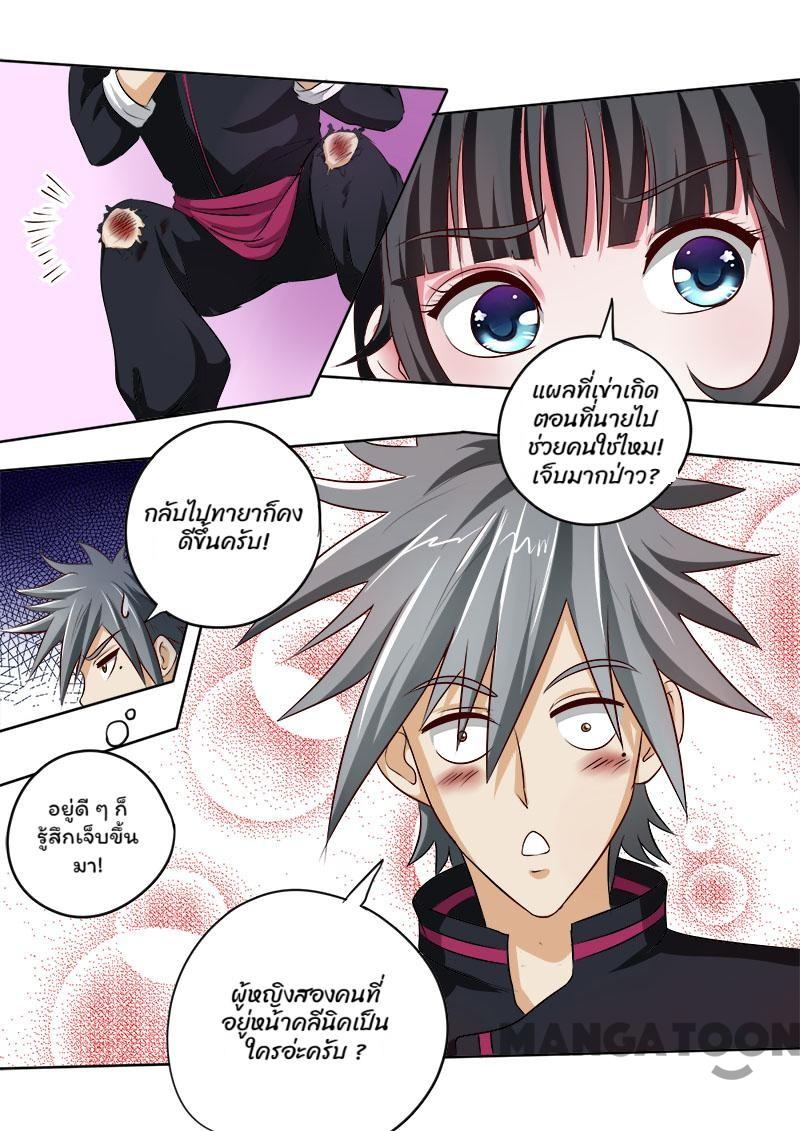 แผลที่เข่าเกิด
ตอนที่นายไป
ช่วยคนใช่ไหม!
เจ็บมากป่าว?
กลับไปทายาก็คง
ดีขึ้นครับ!
อยู่ดี ๆ ก็
รู้สึกเจ็บขึ้น
มา!
ผู้หญิงสองคนที่
อยู่หน้าคลีนิคเป็น
ใครอ่ะครับ ?
MANGATOON